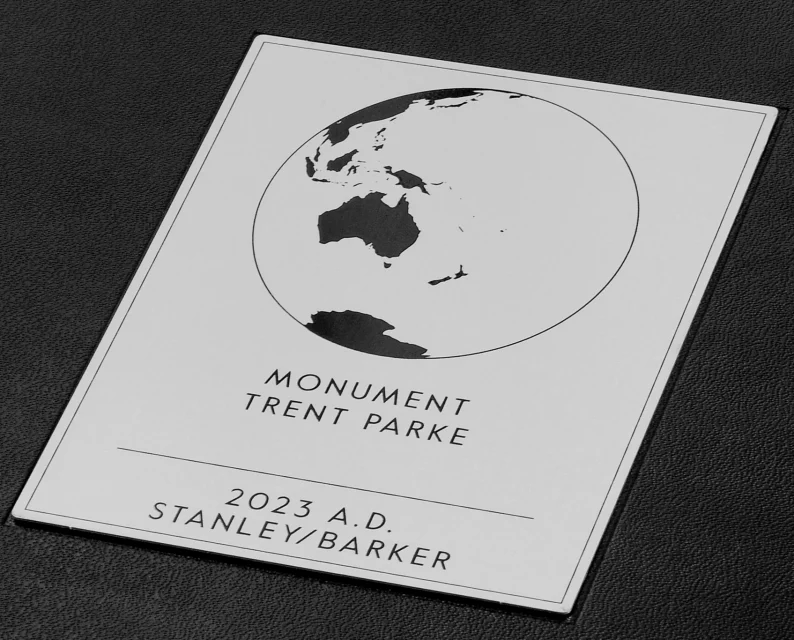 MONUMENT
TRENT PARKE
2023 A.D.
STANLEY/BARKER